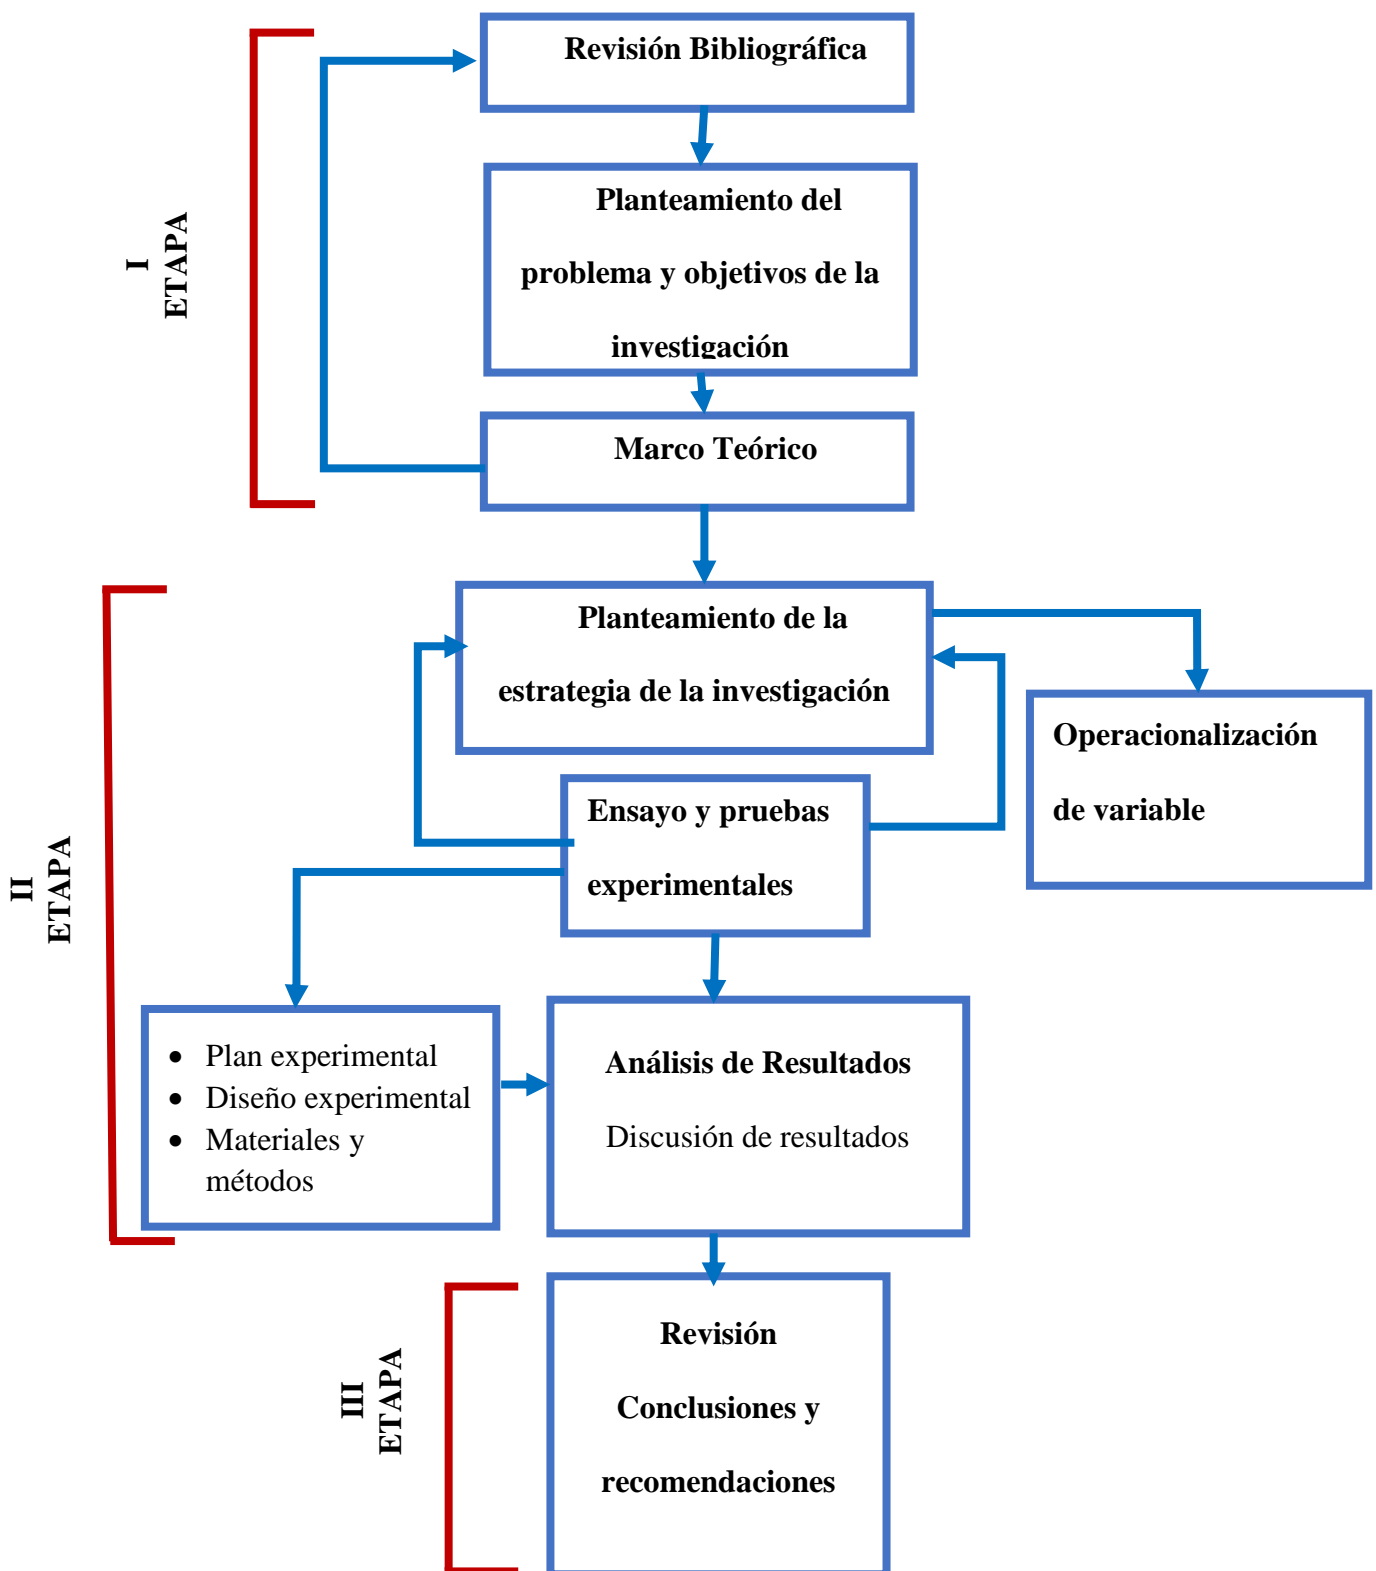 Revisión Bibliográfica
Planteamiento del
problema y objetivos de la
investigación
I
ETAPA
Marco Teórico
Planteamiento de la
estrategia de la investigación
Operacionalización
de variable
Ensayo y pruebas
experimentales
II
ETAPA
• Plan experimental
• Diseño experimental
• Materiales y
métodos
Análisis de Resultados
Discusión de resultados
III
ETAPA
Revisión
Conclusiones y
recomendaciones